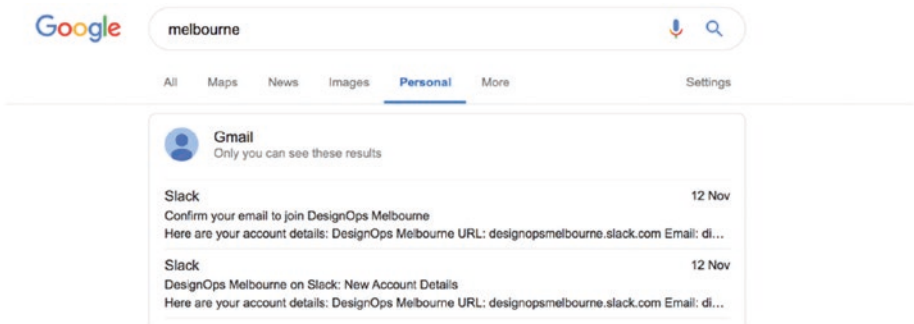 Google melbourne
All Maps News Images Personal More Settings
Gmail
Only you can see these results
Slack 12 Nov
Confirm your email to join DesignOps Melbourne
Here are your account details: DesignOps Melbourne URL: designopsmelbourne.slack.com Email: di...
Slack 12 Nov
DesignOps Melbourne on Slack: New Account Details
Here are your account details: DesignOps Melbourne URL: designopsmelbourne.slack.com Email: di...